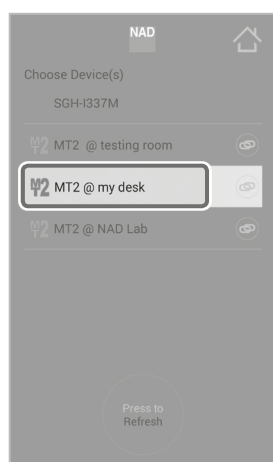 NAD
Choose Device(s)
SGH-I337M
MT2 @ testing room
MT2 @ my desk
MT2 @ NAD Lab
Press to
Refresh